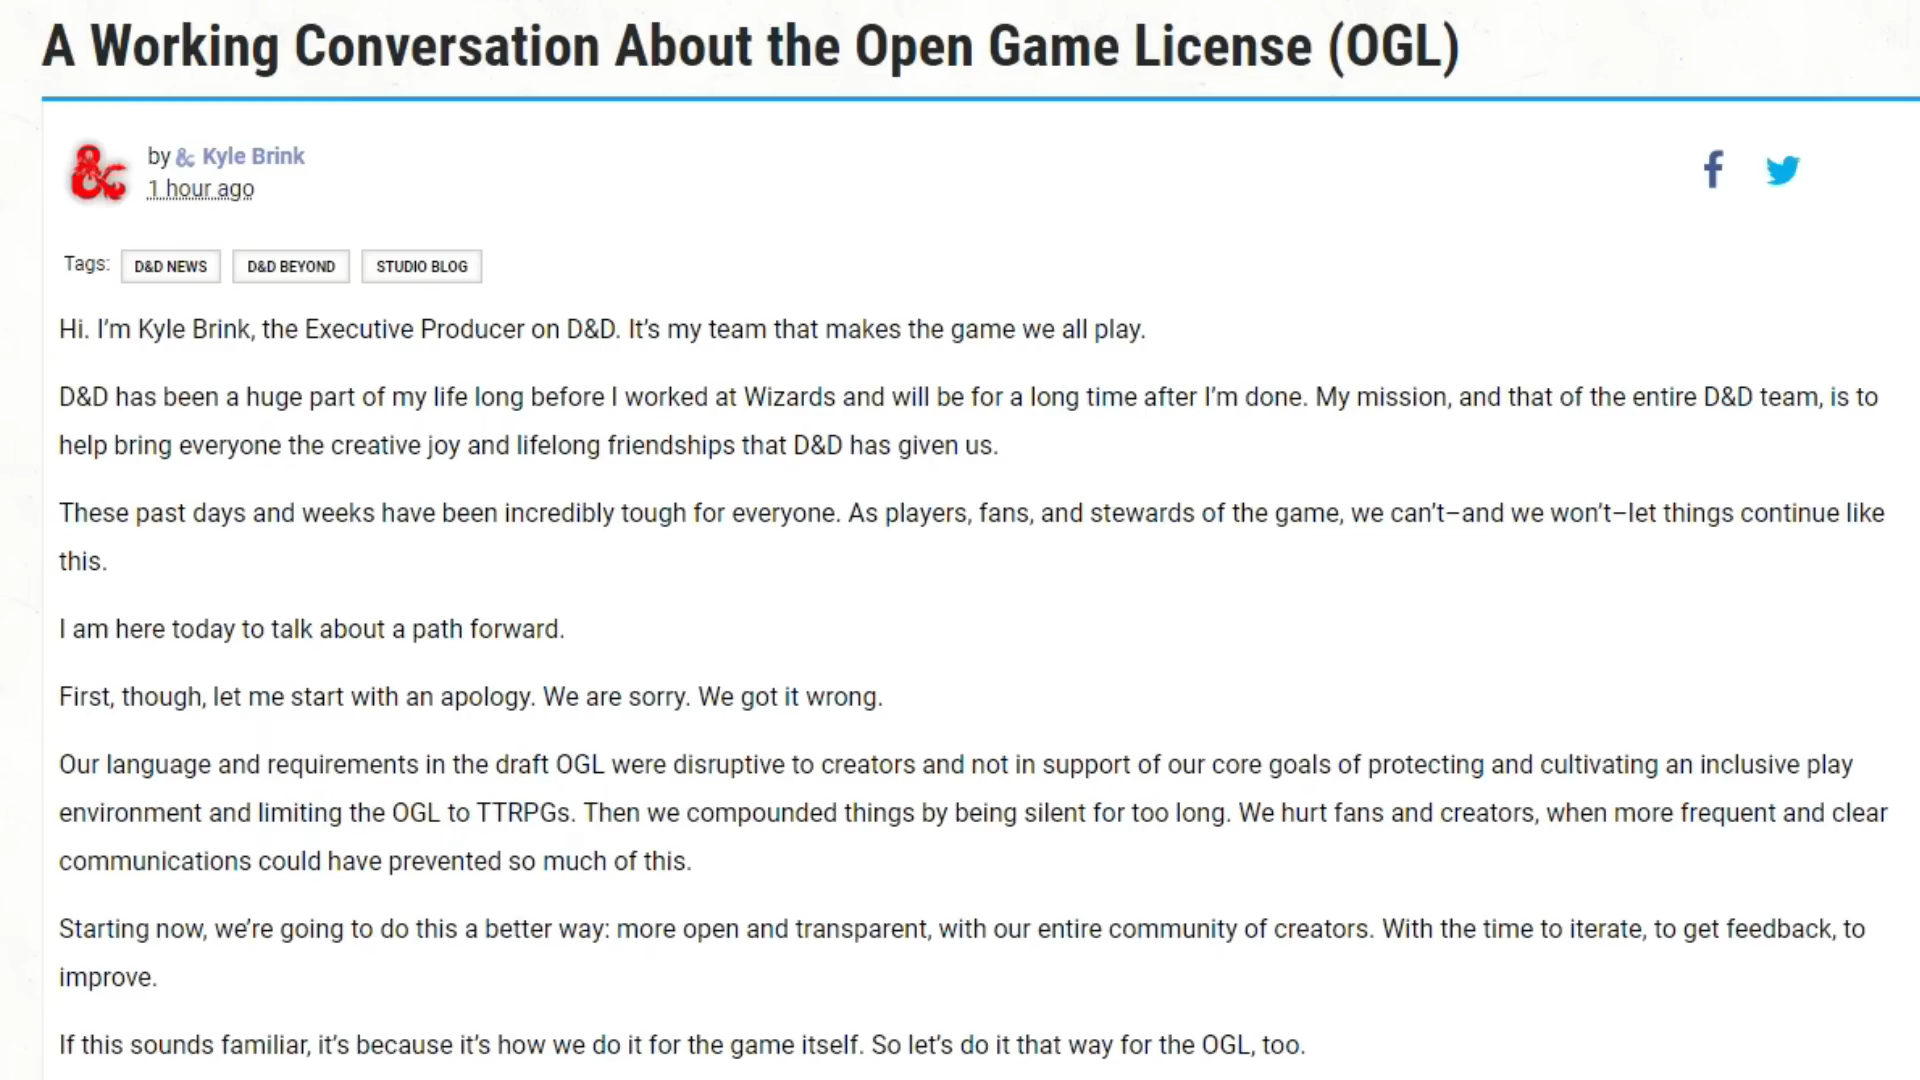 A Working Conversation About the Open Game License (OGL)
by & Kyle Brink
1 hour ago
Tags: D&D NEWS D&D BEYOND STUDIO BLOG
Hi. I’m Kyle Brink, the Executive Producer on D&D. It’s my team that makes the game we all play.
D&D has been a huge part of my life long before I worked at Wizards and will be for a long time after I’m done. My mission, and that of the entire D&D team, is to
help bring everyone the creative joy and lifelong friendships that D&D has given us.
These past days and weeks have been incredibly tough for everyone. As players, fans, and stewards of the game, we can’t–and we won’t–let things continue like
this.
I am here today to talk about a path forward.
First, though, let me start with an apology. We are sorry. We got it wrong.
Our language and requirements in the draft OGL were disruptive to creators and not in support of our core goals of protecting and cultivating an inclusive play
environment and limiting the OGL to TTRPGs. Then we compounded things by being silent for too long. We hurt fans and creators, when more frequent and clear
communications could have prevented so much of this.
Starting now, we’re going to do this a better way: more open and transparent, with our entire community of creators. With the time to iterate, to get feedback, to
improve.
If this sounds familiar, it’s because it’s how we do it for the game itself. So let’s do it that way for the OGL, too.